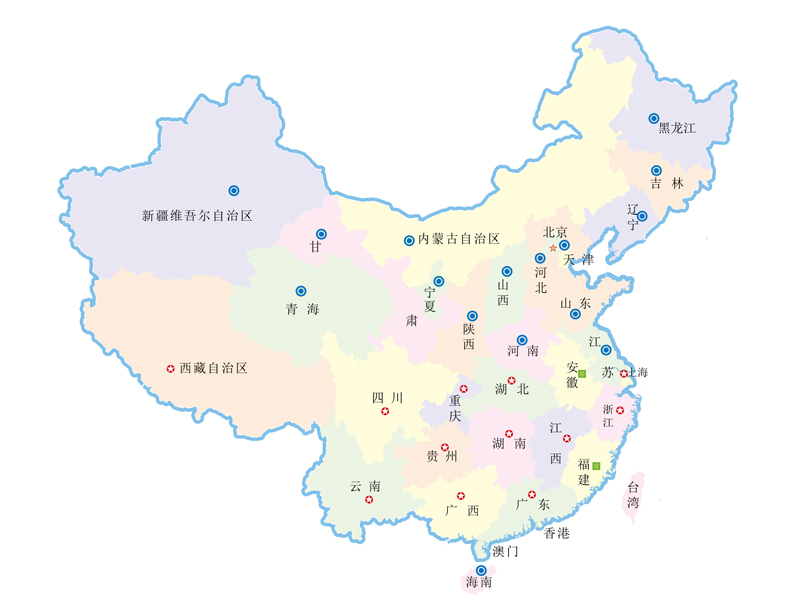 黑龙江
吉林
辽宁
新疆维吾尔自治区
甘肃
内蒙古自治区
北京
天津
河北
山西
宁夏
青海
山东
陕西
河南
江苏
安徽
上海
西藏自治区
四川
重庆
湖北
浙江
湖南
江西
贵州
福建
云南
广西
广东
台湾
香港
澳门
海南